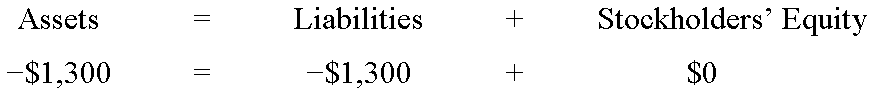 Assets = Liabilities + Stockholders’ Equity
−$1,300 = −$1,300 + $0